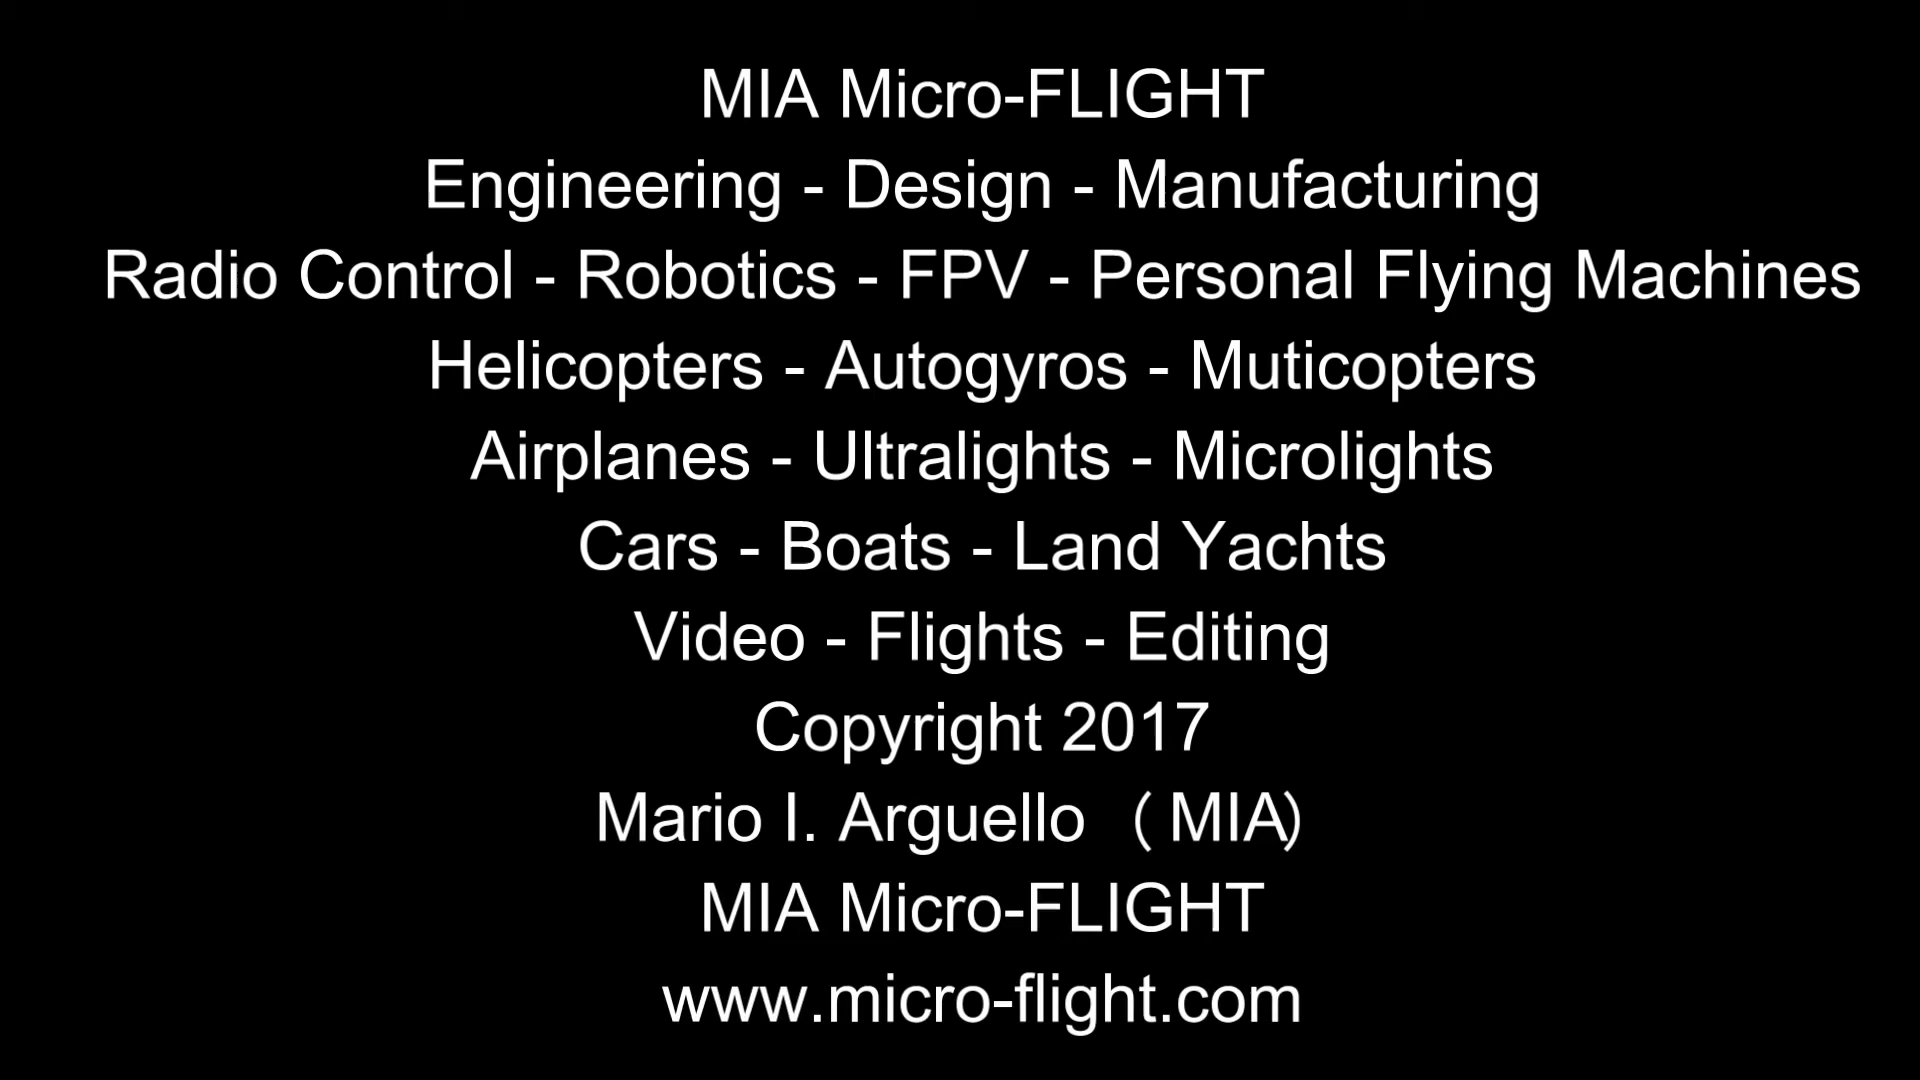 MIA Micro-FLIGHT
Engineering - Design - Manufacturing
Radio Control - Robotics - FPV - Personal Flying Machines
Helicopters - Autogyros - Muticopters
Airplanes - Ultralights - Microlights
Cars - Boats - Land Yachts
Video - Flights - Editing
Copyright 2017
Mario I. Arguello ( MIA)
MIA Micro-FLIGHT
www.micro-flight.com